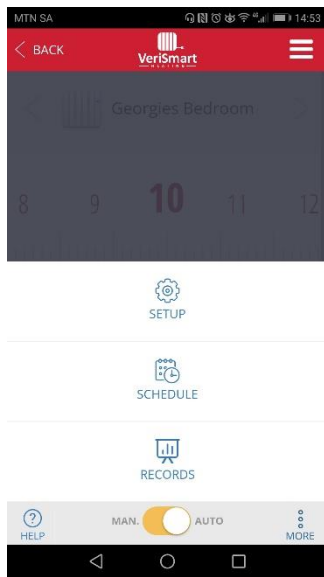 MTN SA 4G 14:53
BACK
VeriSmart
HEATING
Georgies Bedroom
8 9 10 11 12
SETUP
SCHEDULE
RECORDS
MAN. AUTO
HELP MORE